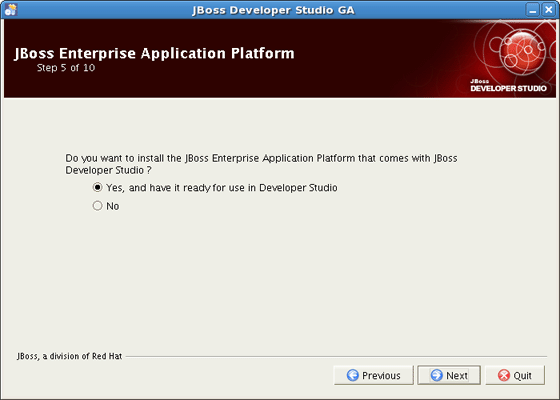 JBoss Developer Studio GA
JBoss Enterprise Application Platform
Step 5 of 10
JBoss
DEVELOPER STUDIO
Do you want to install the JBoss Enterprise Application Platform that comes with JBoss
Developer Studio ?
Yes, and have it ready for use in Developer Studio
No
JBoss, a division of Red Hat
Previous
Next
Quit